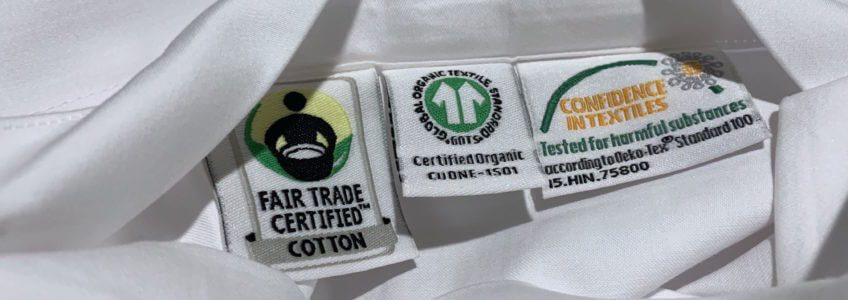 FAIR TRADE
CERTIFIED™
COTTON
GLOBAL ORGANIC TEXTILE STANDARD
GOTS
Certified Organic
CU ONE-1501
CONFIDENCE
IN TEXTILES
Tested for harmful substances
according to Oeko-Tex® Standard 100
15.HIN.75800